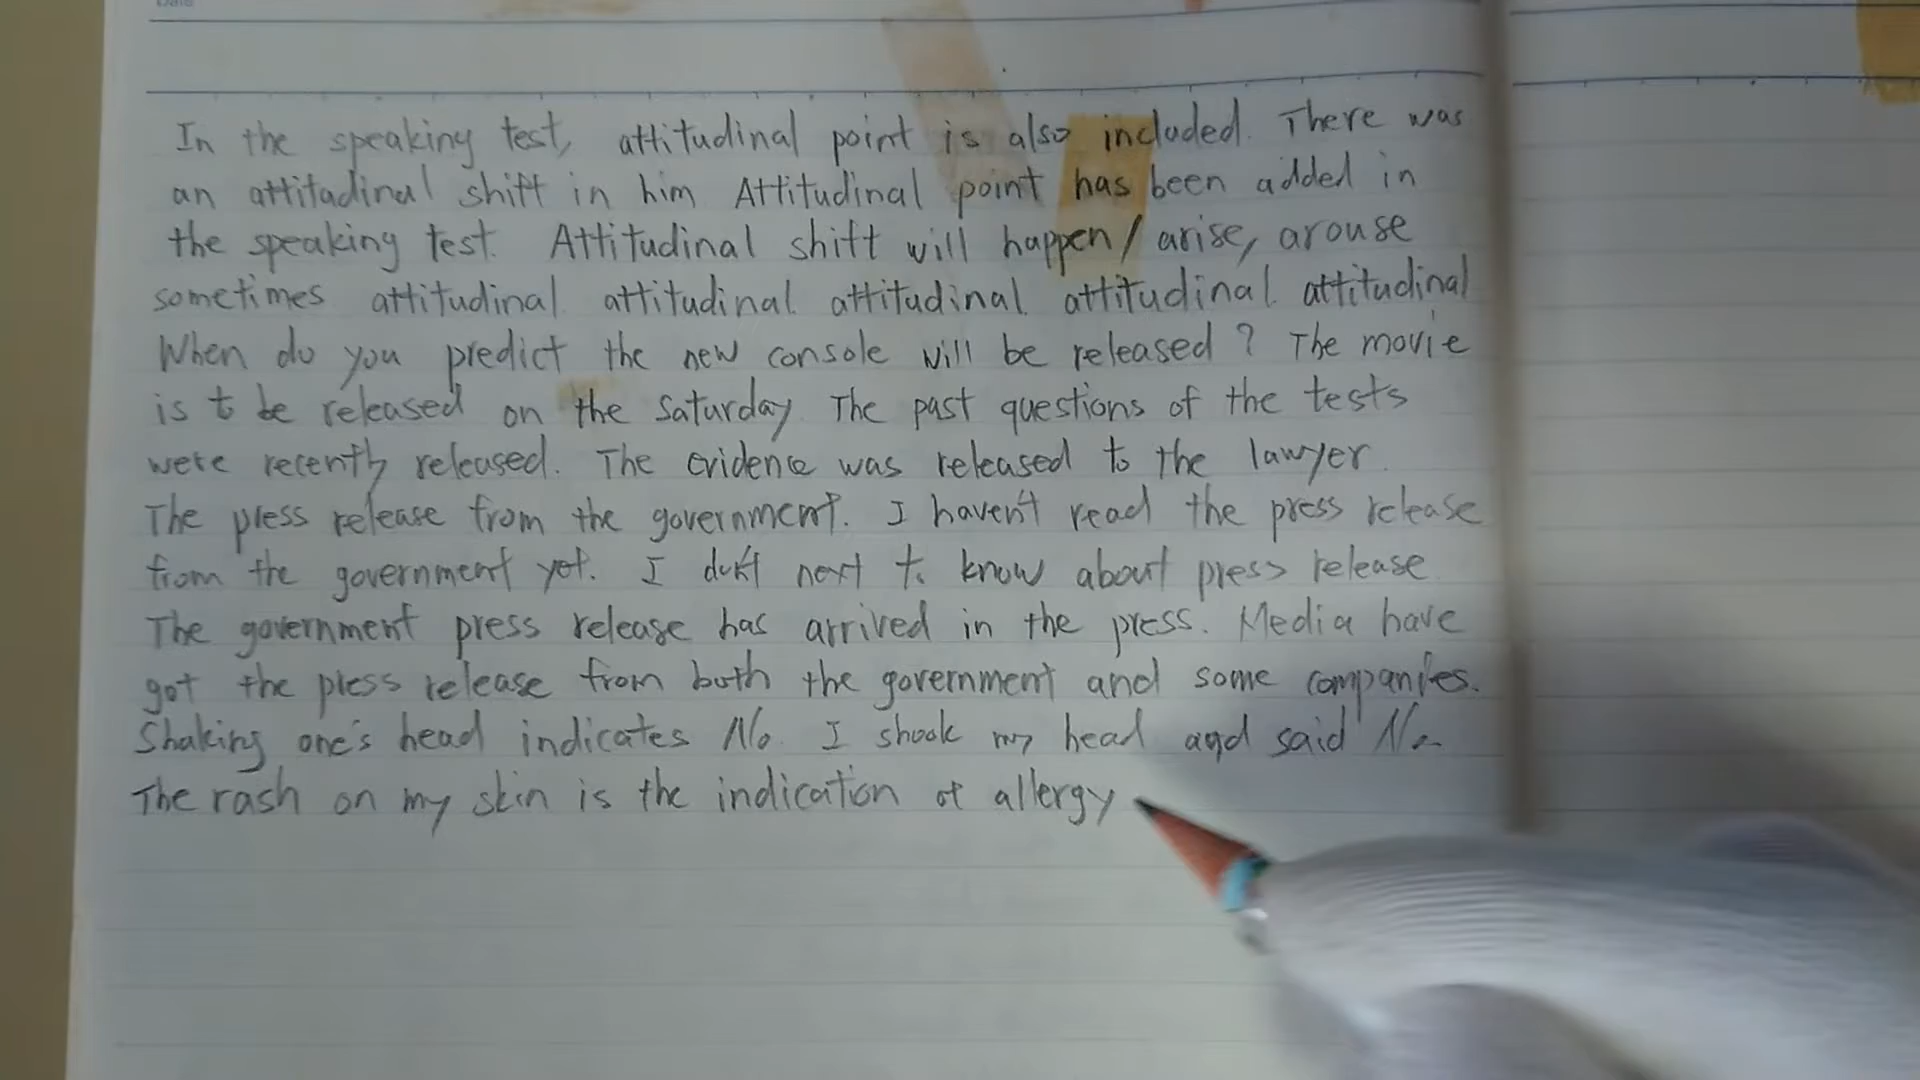 Date
In the speaking test, attitudinal point is also included. There was
an attitadinal shift in him Attitudinal point has been added in
the speaking test. Attitudinal shift will happen / arise, arouse
sometimes attitudinal. attitudinal. attitudinal. attitudinal. attitudinal
When do you predict the new console will be released? The movie
is to be released on the Saturday. The past questions of the tests
were recently released. The evidence was released to the lawyer.
The press release from the government. I haven't read the press release
from the government yet. I to know about press release
The government press release has arrived in the press. Media have
got the press release from both the government and some companies.
Shaking one's head indicates No. I shook my head and said No
The rash on my skin is the indication of allergy